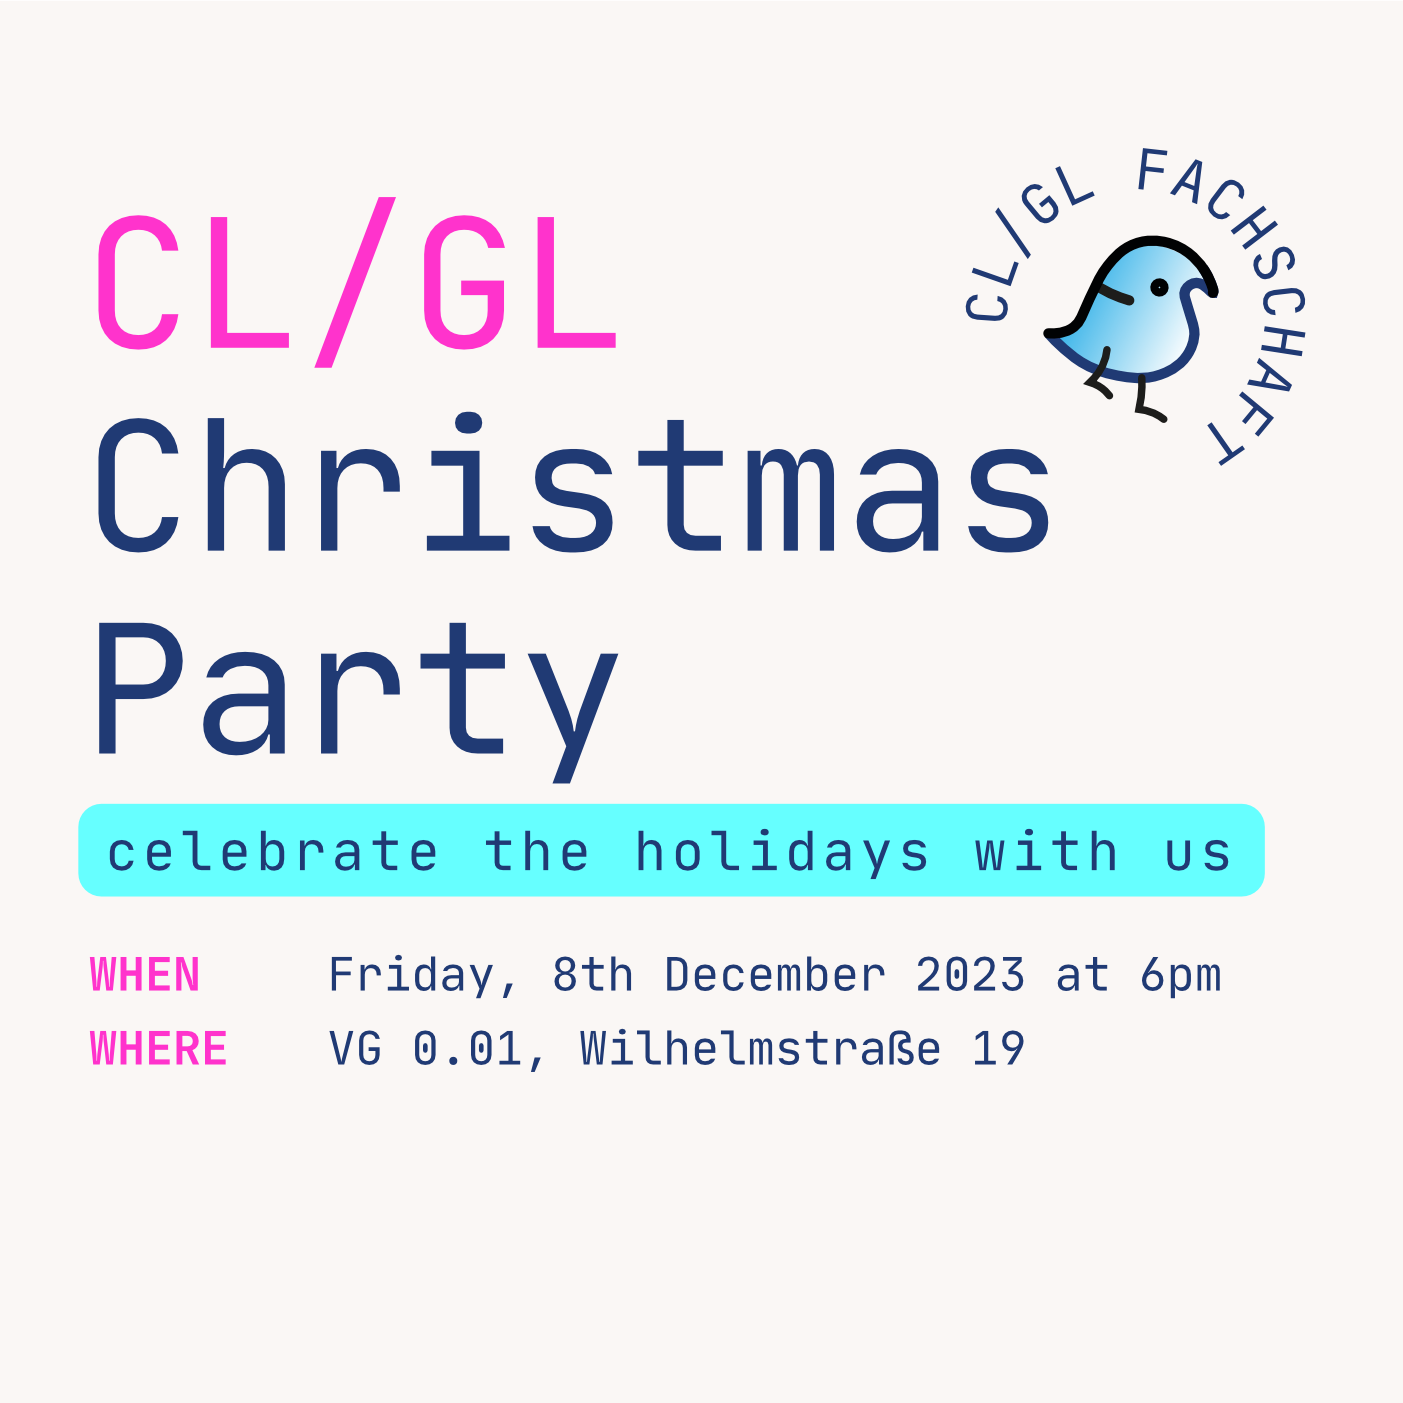 CL/GL FACHSCHAFT
CL/GL
Christmas
Party
celebrate the holidays with us
WHEN Friday, 8th December 2023 at 6pm
WHERE VG 0.01, Wilhelmstraße 19